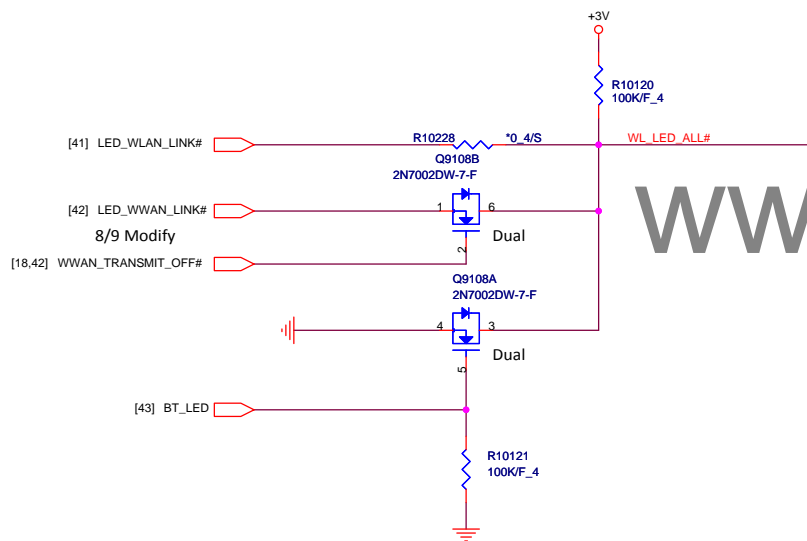 +3V
R10120
100K/F_4
[41] LED_WLAN_LINK#
R10228
*0_4/S
WL_LED_ALL#
Q9108B
2N7002DW-7-F
[42] LED_WWAN_LINK#
1
6
8/9 Modify
2
Dual
[18,42] WWAN_TRANSMIT_OFF#
Q9108A
2N7002DW-7-F
4
3
Dual
5
[43] BT_LED
R10121
100K/F_4
ww